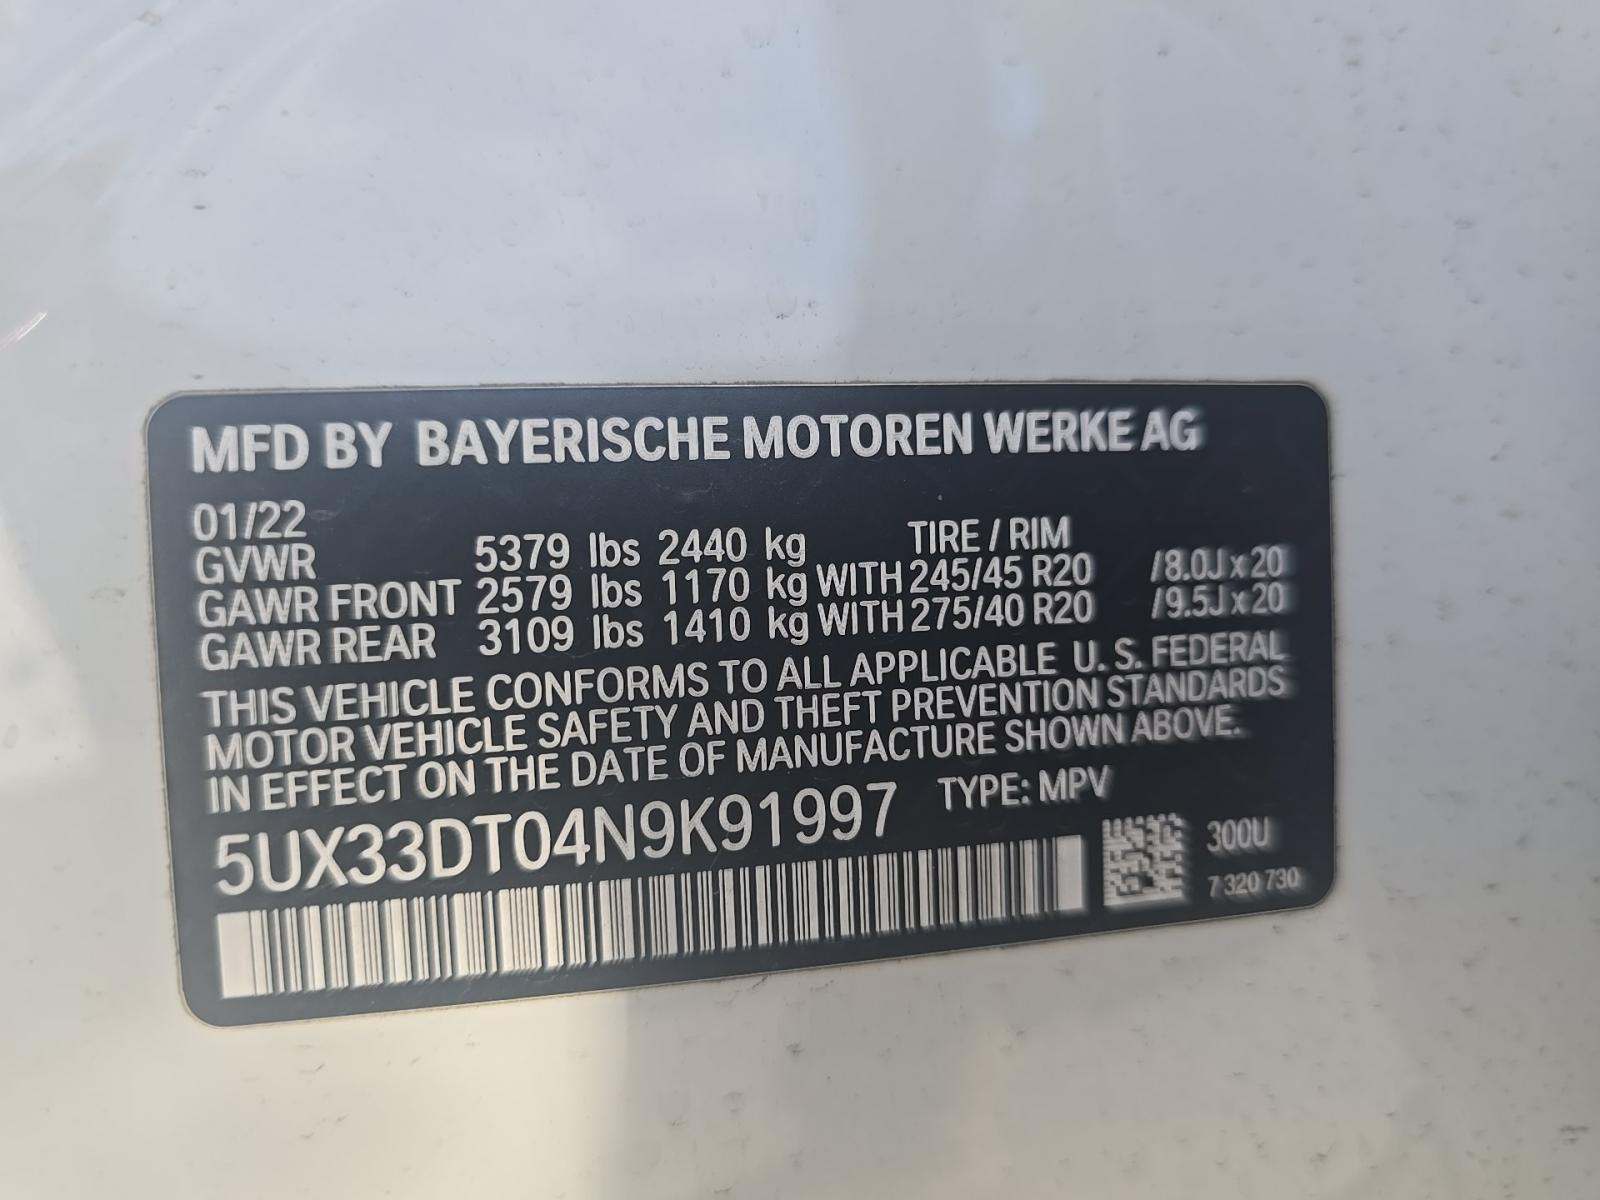 MFD BY BAYERISCHE MOTOREN WERKE AG
01/22
GVWR 5379 lbs 2440 kg TIRE / RIM
GAWR FRONT 2579 lbs 1170 kg WITH 245/45 R20 /8.0J x 20
GAWR REAR 3109 lbs 1410 kg WITH 275/40 R20 /9.5J x 20
THIS VEHICLE CONFORMS TO ALL APPLICABLE U. S. FEDERAL
MOTOR VEHICLE SAFETY AND THEFT PREVENTION STANDARDS
IN EFFECT ON THE DATE OF MANUFACTURE SHOWN ABOVE.
5UX33DT04N9K91997 TYPE: MPV
300U
7 320 730